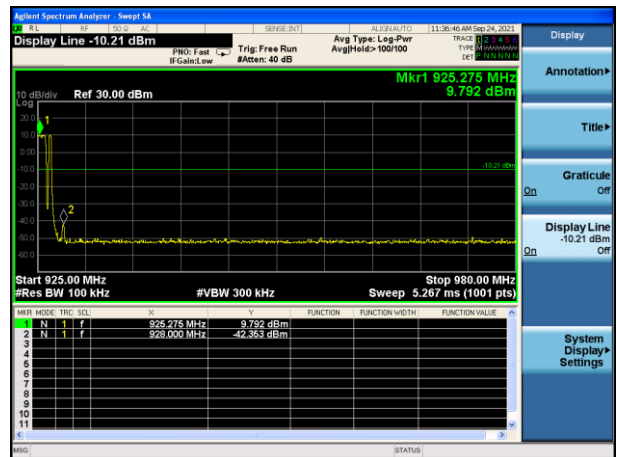 Agilent Spectrum Analyzer - Swept SA
RL RF 50 Ω AC SENSE:INT ALIGN AUTO 11:36:46 AM Sep 24, 2021
Display Line -10.21 dBm
PNO: Fast
IFGain:Low
Trig: Free Run
#Atten: 40 dB
Avg Type: Log-Pwr
Avg|Hold:> 100/100
TRACE 1 2 3 4 5 6
TYPE M
DET P N N N N N
Mkr1 925.275 MHz
9.792 dBm
10 dB/div Ref 30.00 dBm
Log
20.0
10.0
0.00
-10.0
-20.0
-30.0
-40.0
-50.0
-60.0
1
2
-10.21 dBm
Start 925.00 MHz Stop 980.00 MHz
#Res BW 100 kHz #VBW 300 kHz Sweep 5.267 ms (1001 pts)
MKR MODE TRC SCL X Y FUNCTION FUNCTION WIDTH FUNCTION VALUE
1 N 1 f 925.275 MHz 9.792 dBm
2 N 1 f 928.000 MHz -42.353 dBm
3
4
5
6
7
8
9
10
11
MSG STATUS
Display
Annotation
Title
Graticule
On Off
Display Line
-10.21 dBm
On Off
System
Display
Settings